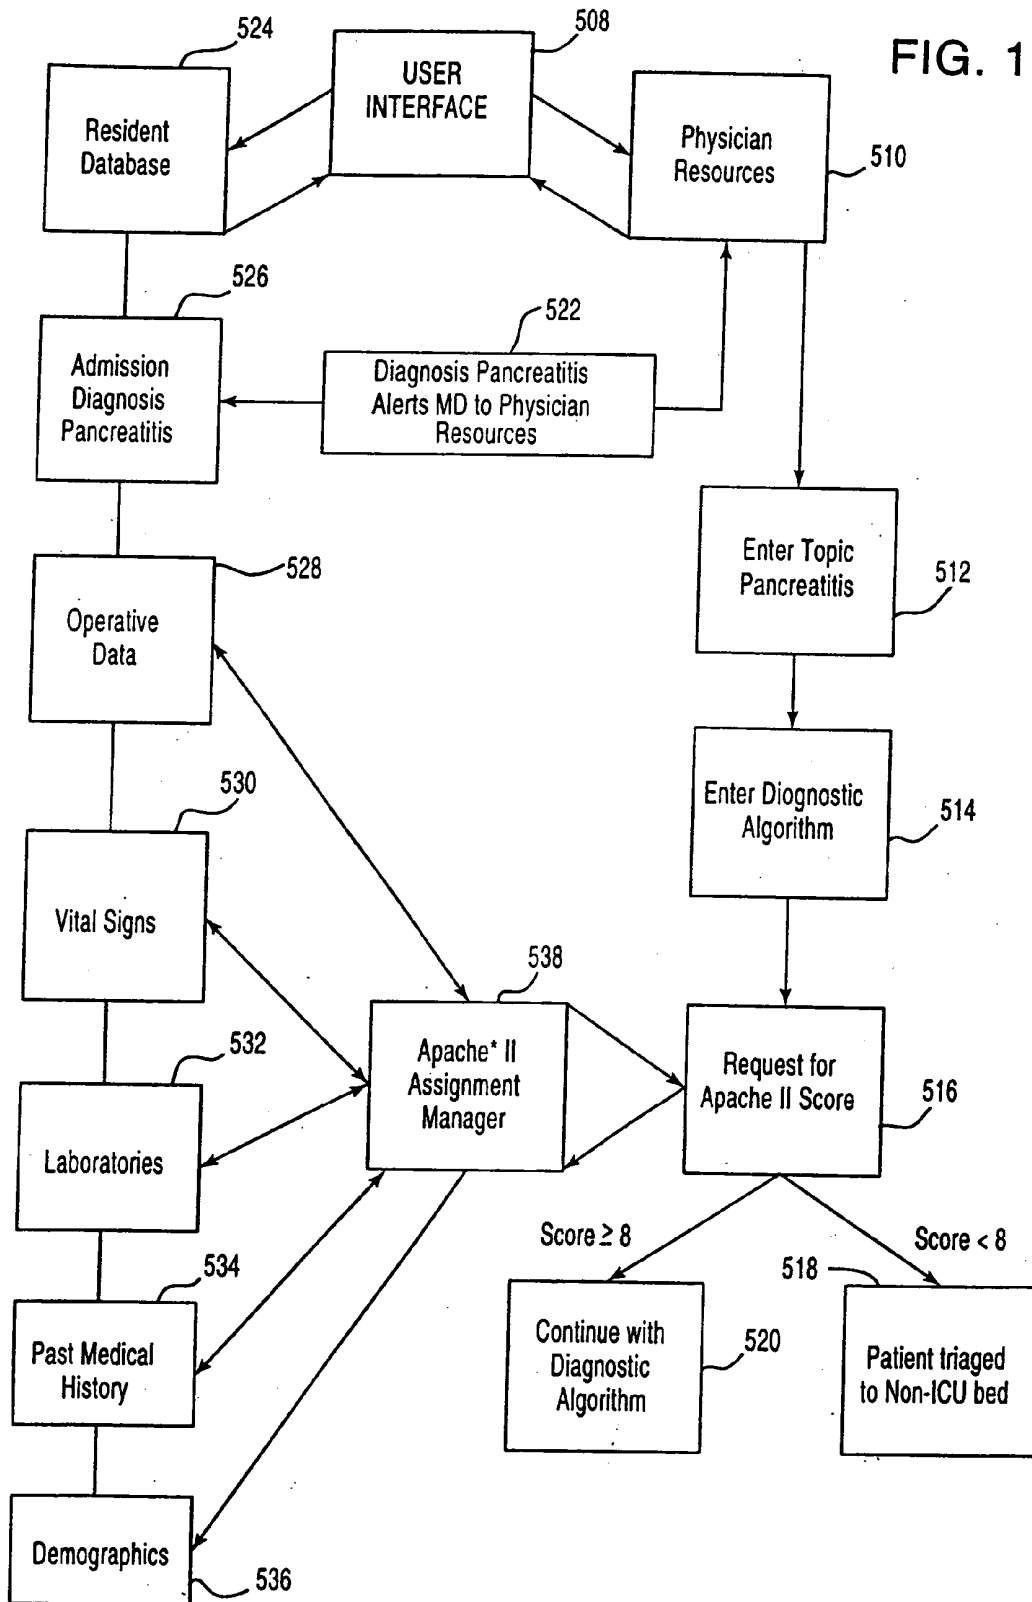 FIG. 1
524
508
USER
INTERFACE
Resident
Database
Physician
Resources
510
526
522
Admission
Diagnosis
Pancreatitis
Diagnosis Pancreatitis
Alerts MD to Physician
Resources
528
Operative
Data
Enter Topic
Pancreatitis
512
530
Enter Diognostic
Algorithm
514
Vital Signs
538
532
Apache* II
Assignment
Manager
Request for
Apache II Score
516
Laboratories
Score ≥ 8
Score < 8
534
518
Past Medical
History
Continue with
Diagnostic
Algorithm
520
Patient triaged
to Non-ICU bed
Demographics
536